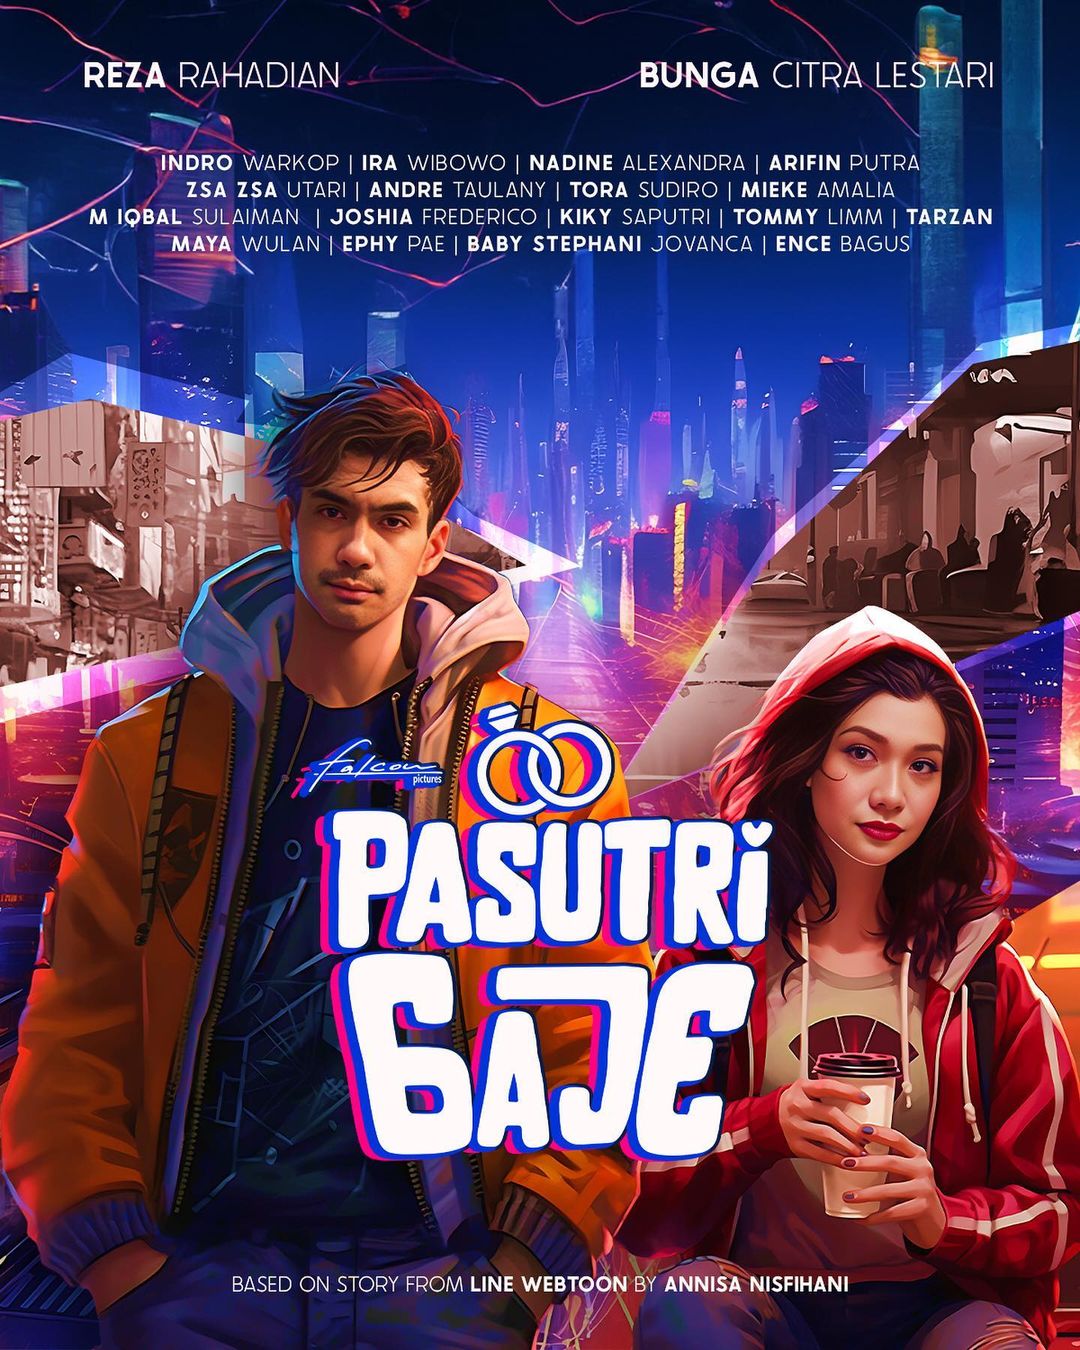 REZA RAHADIAN
BUNGA CITRA LESTARI
INDRO WARKOP | IRA WIBOWO | NADINE ALEXANDRA | ARIFIN PUTRA
ZSA ZSA UTARI | ANDRE TAULANY | TORA SUDIRO | MIEKE AMALIA
M IQBAL SULAIMAN | JOSHIA FREDERICO | KIKY SAPUTRI | TOMMY LIMM | TARZAN
MAYA WULAN | EPHY PAE | BABY STEPHANI JOVANCA | ENCE BAGUS
falcon
pictures
PASUTRI
GAJE
BASED ON STORY FROM LINE WEBTOON BY ANNISA NISFIHANI